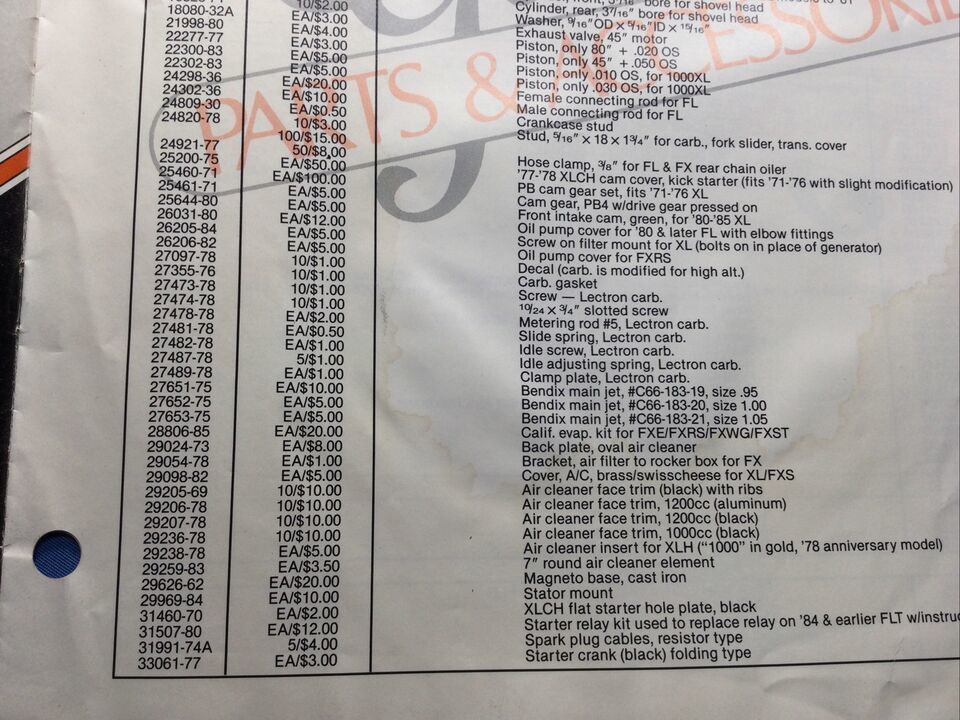 18080-32A
21998-80
22277-77
22300-83
22302-83
24298-36
24302-36
24809-30
24820-78
24921-77
25200-75
25460-71
25461-71
25644-80
26031-80
26205-84
26206-82
27097-78
27355-76
27473-78
27474-78
27478-78
27481-78
27482-78
27487-78
27489-78
27651-75
27652-75
27653-75
28806-85
29024-73
29054-78
29098-82
29205-69
29206-78
29207-78
29236-78
29238-78
29259-83
29626-62
29969-84
31460-70
31507-80
31991-74A
33061-77
10/$2.00
EA/$4.00
EA/$3.00
EA/$5.00
EA/$5.00
EA/$20.00
EA/$10.00
EA/$0.50
10/$3.00
100/$15.00
50/$8.00
EA/$50.00
EA/$100.00
EA/$5.00
EA/$12.00
EA/$5.00
EA/$5.00
10/$1.00
10/$1.00
10/$1.00
10/$1.00
EA/$2.00
EA/$0.50
EA/$1.00
5/$1.00
EA/$1.00
EA/$10.00
EA/$5.00
EA/$5.00
EA/$20.00
EA/$8.00
EA/$1.00
EA/$5.00
10/$10.00
10/$10.00
10/$10.00
10/$10.00
EA/$5.00
EA/$3.50
EA/$20.00
EA/$10.00
EA/$2.00
EA/$12.00
5/$4.00
EA/$3.00
PARTS & ACCESSORIES
bore for shovel head
Cylinder, rear, 3⁷/₁₆" bore for shovel head
Washer, ⁹/₁₆"OD × ⁵/₁₆"ID × ¹⁵/₁₆"
Exhaust valve, 45" motor
Piston, only 80" + .020 OS
Piston, only 45" + .050 OS
Piston, only .010 OS, for 1000XL
Piston, only .030 OS, for 1000XL
Female connecting rod for FL
Male connecting rod for FL
Crankcase stud
Stud, ⁵/₁₆" × 18 × 1³/₄" for carb., fork slider, trans. cover
Hose clamp, ³/₈" for FL & FX rear chain oiler
'77-'78 XLCH cam cover, kick starter (fits '71-'76 with slight modification)
PB cam gear set, fits '71-'76 XL
Cam gear, PB4 w/drive gear pressed on
Front intake cam, green, for '80-'85 XL
Oil pump cover for '80 & later FL with elbow fittings
Screw on filter mount for XL (bolts on in place of generator)
Oil pump cover for FXRS
Decal (carb. is modified for high alt.)
Carb. gasket
Screw — Lectron carb.
¹⁰/₂₄ × ³/₄" slotted screw
Metering rod #5, Lectron carb.
Slide spring, Lectron carb.
Idle screw, Lectron carb.
Idle adjusting spring, Lectron carb.
Clamp plate, Lectron carb.
Bendix main jet, #C66-183-19, size .95
Bendix main jet, #C66-183-20, size 1.00
Bendix main jet, #C66-183-21, size 1.05
Calif. evap. kit for FXE/FXRS/FXWG/FXST
Back plate, oval air cleaner
Bracket, air filter to rocker box for FX
Cover, A/C, brass/swisscheese for XL/FXS
Air cleaner face trim (black) with ribs
Air cleaner face trim, 1200cc (aluminum)
Air cleaner face trim, 1200cc (black)
Air cleaner face trim, 1000cc (black)
Air cleaner insert for XLH ("1000" in gold, '78 anniversary model)
7" round air cleaner element
Magneto base, cast iron
Stator mount
XLCH flat starter hole plate, black
Starter relay kit used to replace relay on '84 & earlier FLT w/instruc
Spark plug cables, resistor type
Starter crank (black) folding type